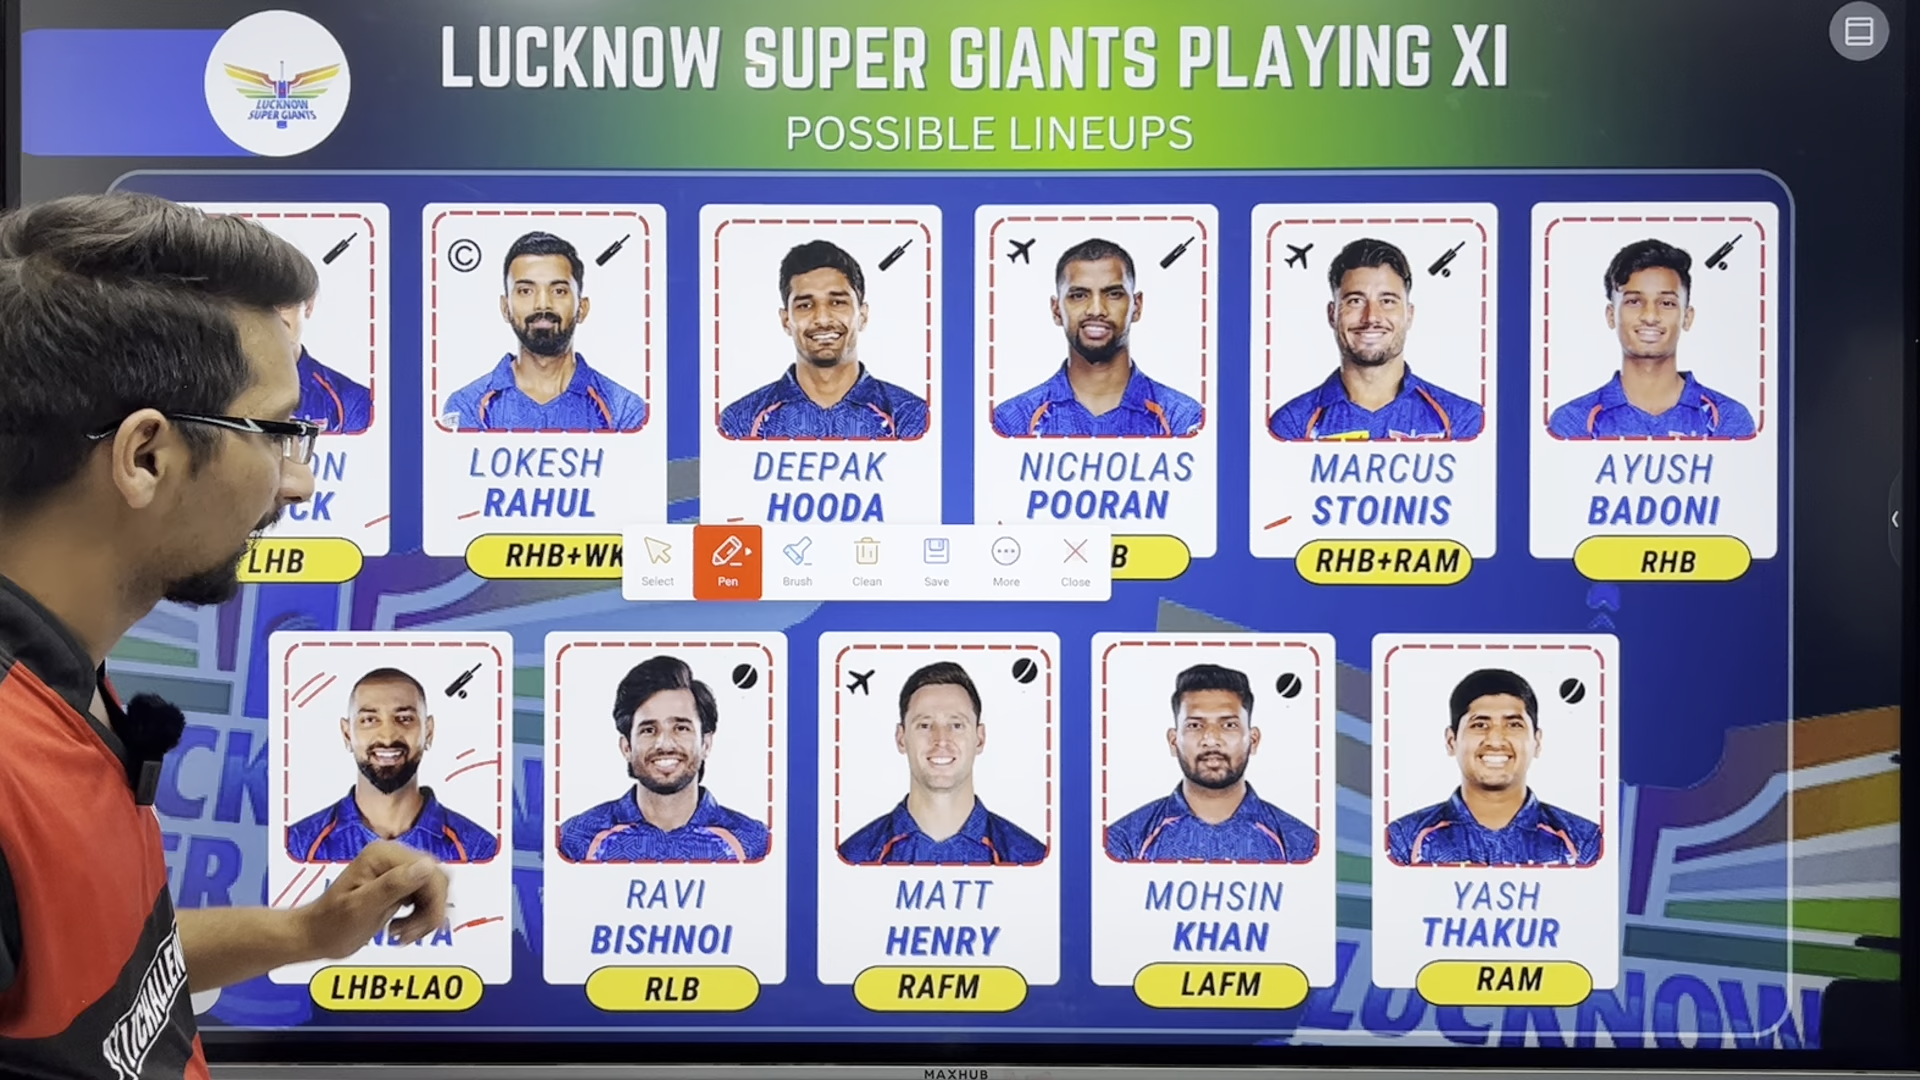 LUCKNOW SUPER GIANTS PLAYING XI
POSSIBLE LINEUPS
LUCKNOW
SUPER GIANTS
LHB
©
LOKESH
RAHUL
RHB+WK
DEEPAK
HOODA
NICHOLAS
POORAN
B
MARCUS
STOINIS
RHB+RAM
AYUSH
BADONI
RHB
Select
Pen
Brush
Clean
Save
More
Close
LHB+LAO
RAVI
BISHNOI
RLB
MATT
HENRY
RAFM
MOHSIN
KHAN
LAFM
YASH
THAKUR
RAM
LUCKNOW
MAXHUB